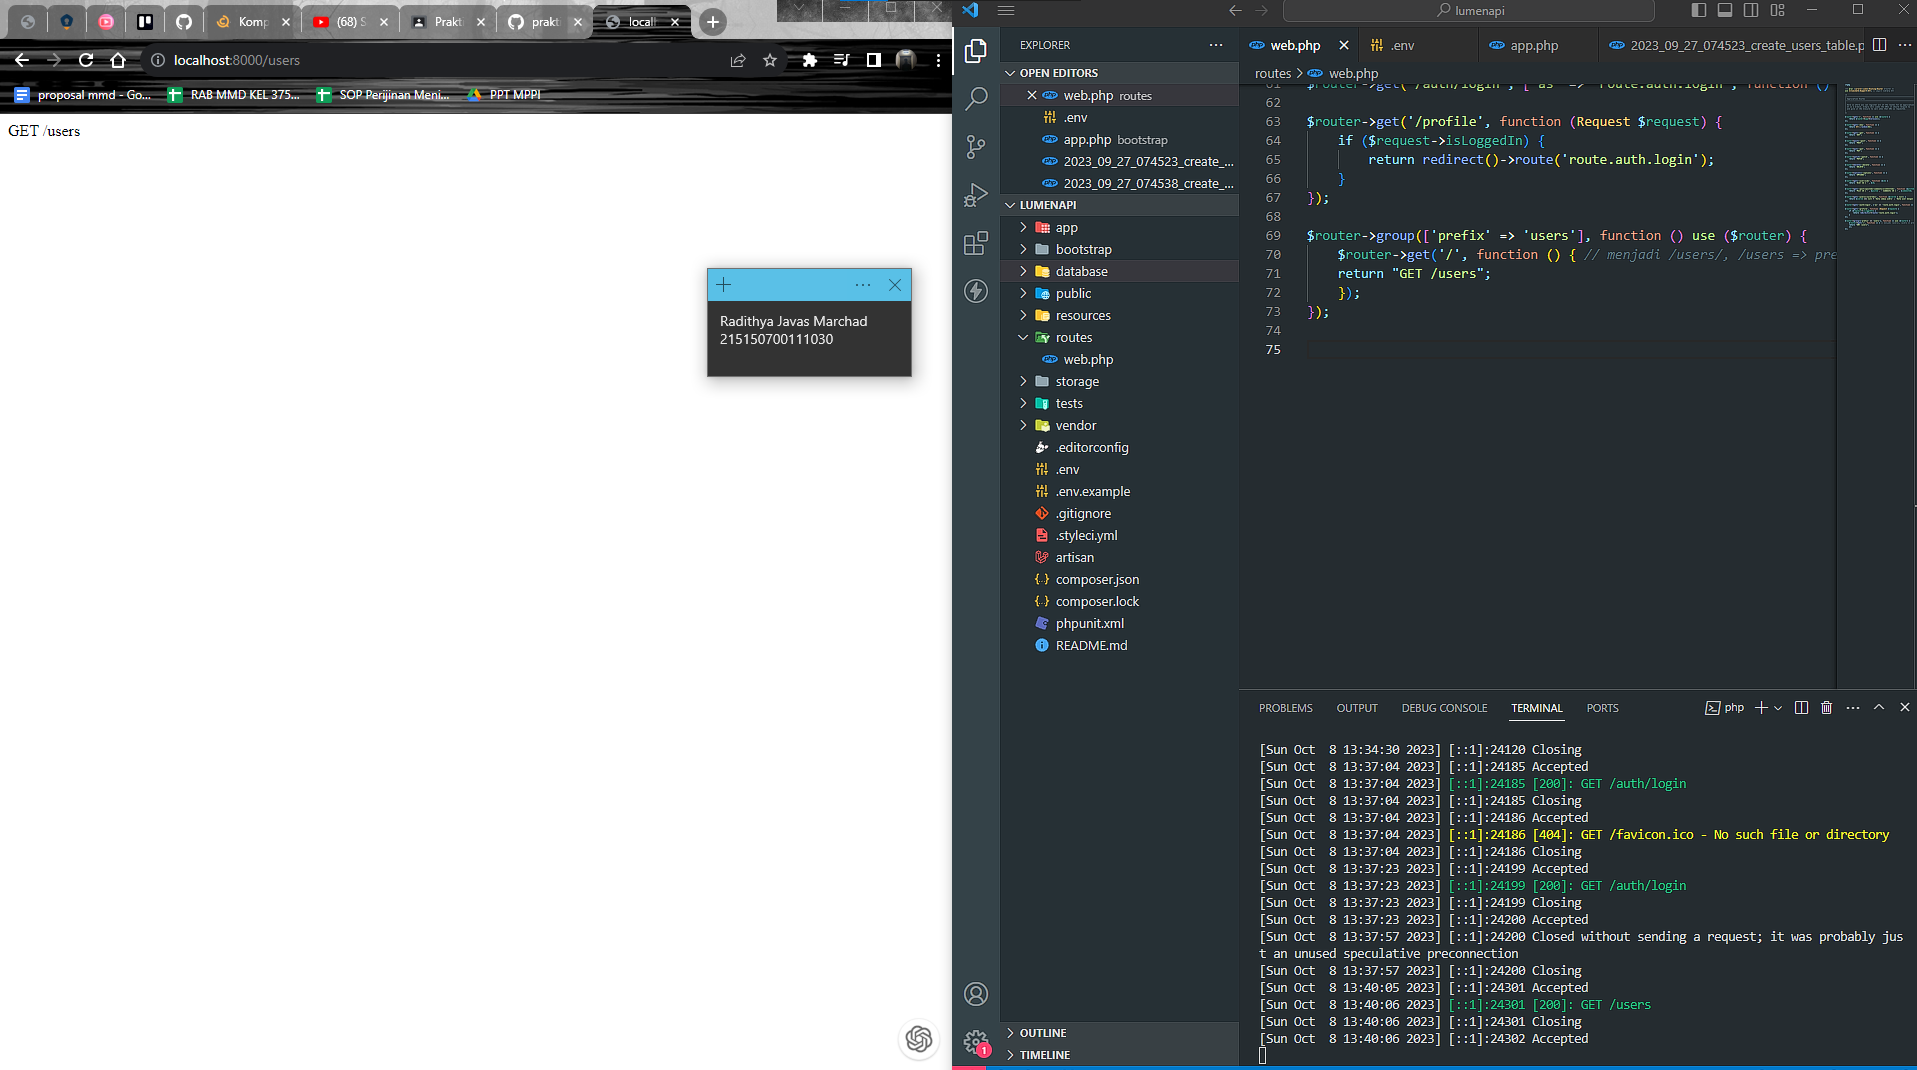 Komp
(68) S
Prakti
prakt
locall
localhost:8000/users
proposal mmd - Go...
RAB MMD KEL 375...
SOP Perijinan Meni...
PPT MPPI
GET /users
Radithya Javas Marchad
215150700111030
lumenapi
EXPLORER
OPEN EDITORS
web.php routes
.env
app.php bootstrap
2023_09_27_074523_create_...
2023_09_27_074538_create_...
LUMENAPI
app
bootstrap
database
public
resources
routes
web.php
storage
tests
vendor
.editorconfig
.env
.env.example
.gitignore
.styleci.yml
artisan
composer.json
composer.lock
phpunit.xml
README.md
OUTLINE
TIMELINE
1
web.php
.env
app.php
2023_09_27_074523_create_users_table.p
routes > web.php
61 $router->get('/auth/login', [ 'as' => 'route.auth.login', function ()
62
63 $router->get('/profile', function (Request $request) {
64 if ($request->isLoggedIn) {
65 return redirect()->route('route.auth.login');
66 }
67 });
68
69 $router->group(['prefix' => 'users'], function () use ($router) {
70 $router->get('/', function () { // menjadi /users/, /users => pre
71 return "GET /users";
72 });
73 });
74
75
PROBLEMS OUTPUT DEBUG CONSOLE TERMINAL PORTS
php
[Sun Oct  8 13:34:30 2023] [::1]:24120 Closing
[Sun Oct  8 13:37:04 2023] [::1]:24185 Accepted
[Sun Oct  8 13:37:04 2023] [::1]:24185 [200]: GET /auth/login
[Sun Oct  8 13:37:04 2023] [::1]:24185 Closing
[Sun Oct  8 13:37:04 2023] [::1]:24186 Accepted
[Sun Oct  8 13:37:04 2023] [::1]:24186 [404]: GET /favicon.ico - No such file or directory
[Sun Oct  8 13:37:04 2023] [::1]:24186 Closing
[Sun Oct  8 13:37:23 2023] [::1]:24199 Accepted
[Sun Oct  8 13:37:23 2023] [::1]:24199 [200]: GET /auth/login
[Sun Oct  8 13:37:23 2023] [::1]:24199 Closing
[Sun Oct  8 13:37:23 2023] [::1]:24200 Accepted
[Sun Oct  8 13:37:57 2023] [::1]:24200 Closed without sending a request; it was probably jus
t an unused speculative preconnection
[Sun Oct  8 13:37:57 2023] [::1]:24200 Closing
[Sun Oct  8 13:40:05 2023] [::1]:24301 Accepted
[Sun Oct  8 13:40:06 2023] [::1]:24301 [200]: GET /users
[Sun Oct  8 13:40:06 2023] [::1]:24301 Closing
[Sun Oct  8 13:40:06 2023] [::1]:24302 Accepted